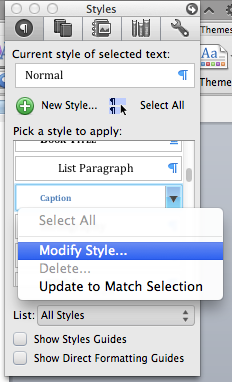 Styles
Themes
Current style of selected text:
Normal
New Style... Select All
Aa
Themes
Pick a style to apply:
List Paragraph
Caption
Select All
Modify Style...
Delete...
Update to Match Selection
List: All Styles
Show Styles Guides
Show Direct Formatting Guides